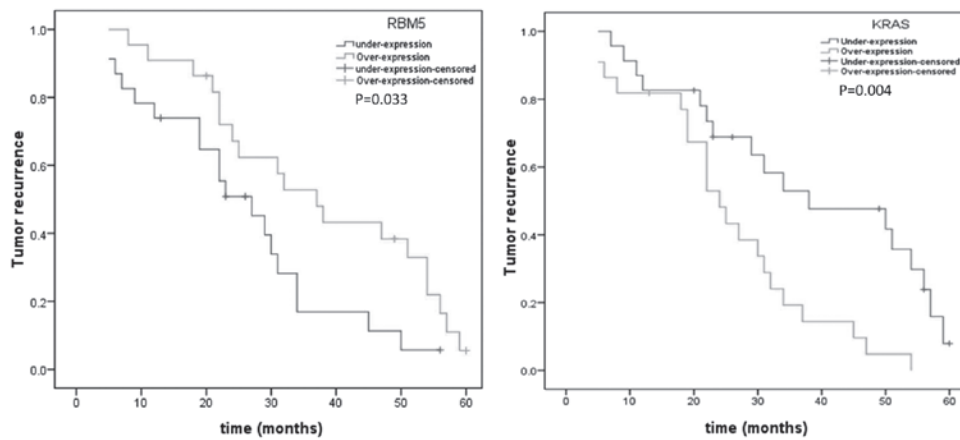 RBM5
under-expression
Over-expression
under-expression-censored
Over-expression-censored
P=0.033
Tumor recurrence
1.0
0.8
0.6
0.4
0.2
0.0
0 10 20 30 40 50 60
time (months)
KRAS
Under-expression
Over-expression
Under-expression-censored
Over-expression-censored
P=0.004
Tumor recurrence
1.0
0.8
0.6
0.4
0.2
0.0
0 10 20 30 40 50 60
time (months)